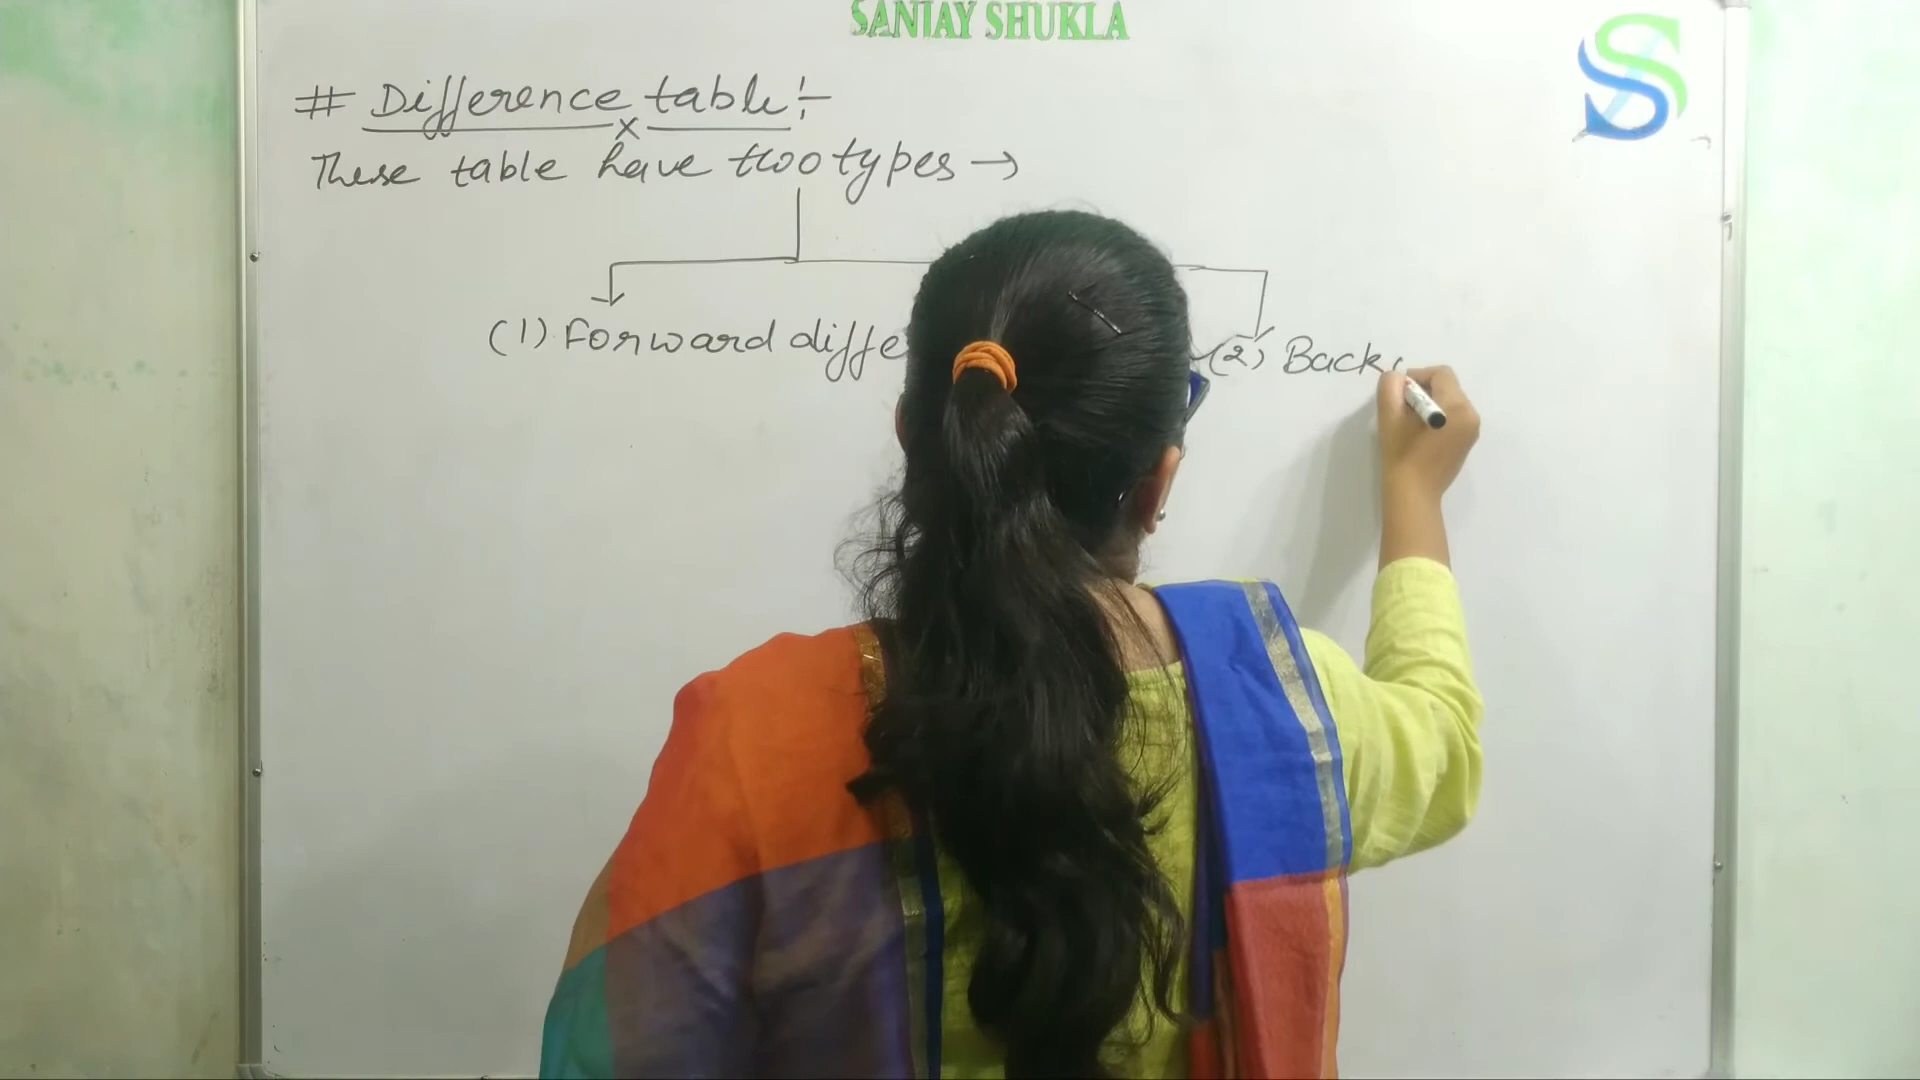 SANJAY SHUKLA
# Difference table :-
These table have two types →
(1) Forward diffe
(2) Back